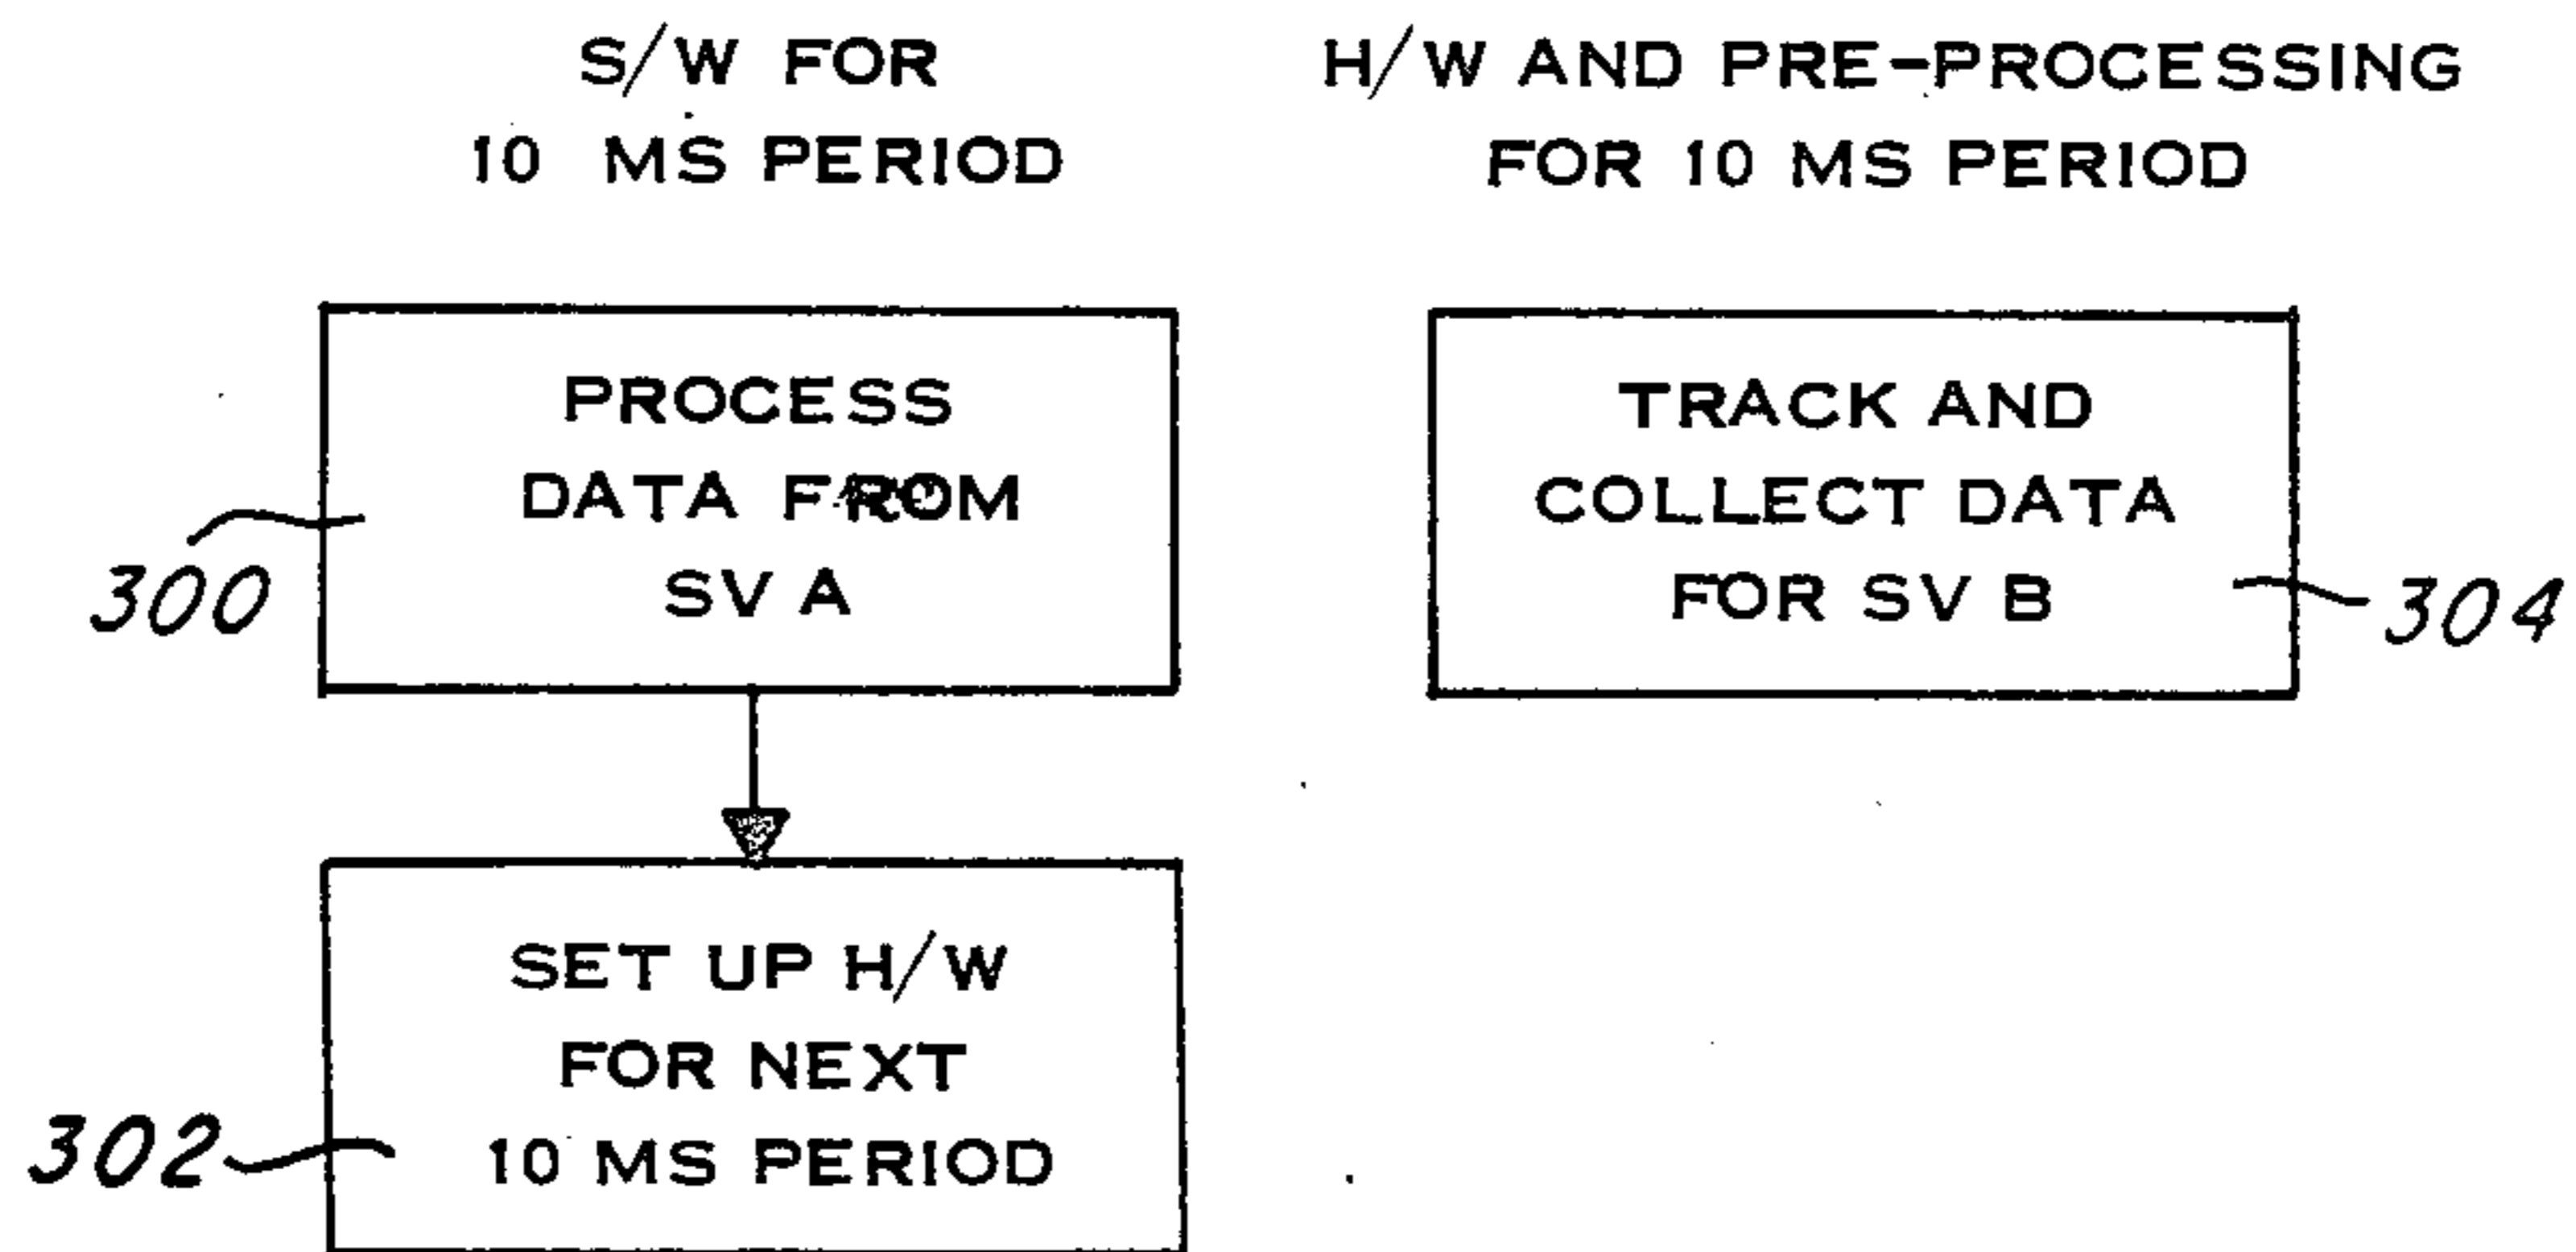 S/W FOR
10 MS PERIOD
H/W AND PRE-PROCESSING
FOR 10 MS PERIOD
PROCESS
DATA FROM
SV A
300
TRACK AND
COLLECT DATA
FOR SV B
304
SET UP H/W
FOR NEXT
10 MS PERIOD
302